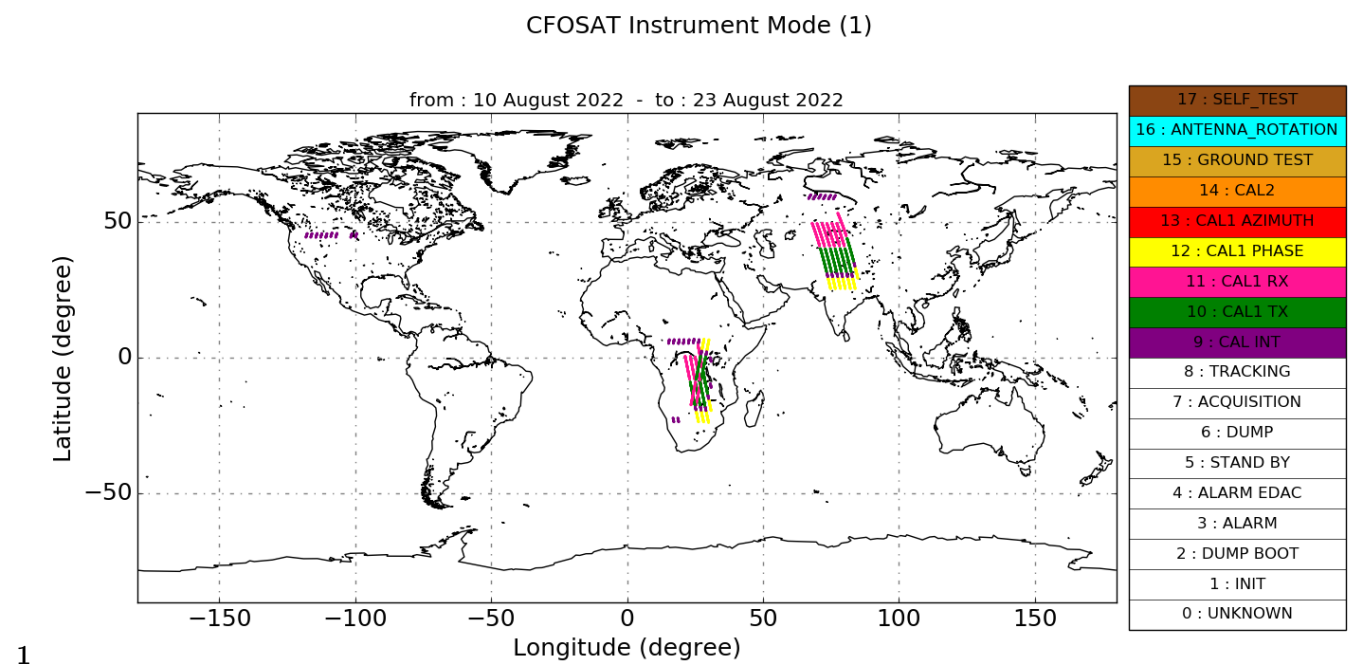 CFOSAT Instrument Mode (1)
from : 10 August 2022 - to : 23 August 2022
17 : SELF_TEST
16 : ANTENNA_ROTATION
15 : GROUND TEST
14 : CAL2
13 : CAL1 AZIMUTH
12 : CAL1 PHASE
11 : CAL1 RX
10 : CAL1 TX
9 : CAL INT
8 : TRACKING
7 : ACQUISITION
6 : DUMP
5 : STAND BY
4 : ALARM EDAC
3 : ALARM
2 : DUMP BOOT
1 : INIT
0 : UNKNOWN
Latitude (degree)
50
0
−50
−150 −100 −50 0 50 100 150
Longitude (degree)
1